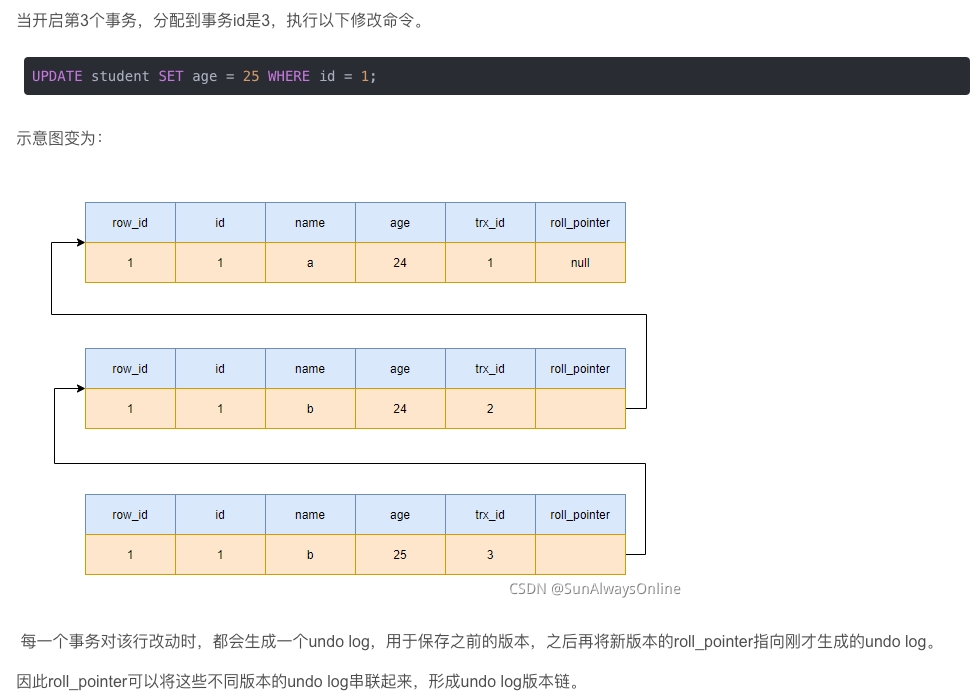 当开启第3个事务，分配到事务id是3，执行以下修改命令。
UPDATE student SET age = 25 WHERE id = 1;
示意图变为：
row_id id name age trx_id roll_pointer
1 1 a 24 1 null
row_id id name age trx_id roll_pointer
1 1 b 24 2
row_id id name age trx_id roll_pointer
1 1 b 25 3
CSDN @SunAlwaysOnline
每一个事务对该行改动时，都会生成一个undo log，用于保存之前的版本，之后再将新版本的roll_pointer指向刚才生成的undo log。
因此roll_pointer可以将这些不同版本的undo log串联起来，形成undo log版本链。